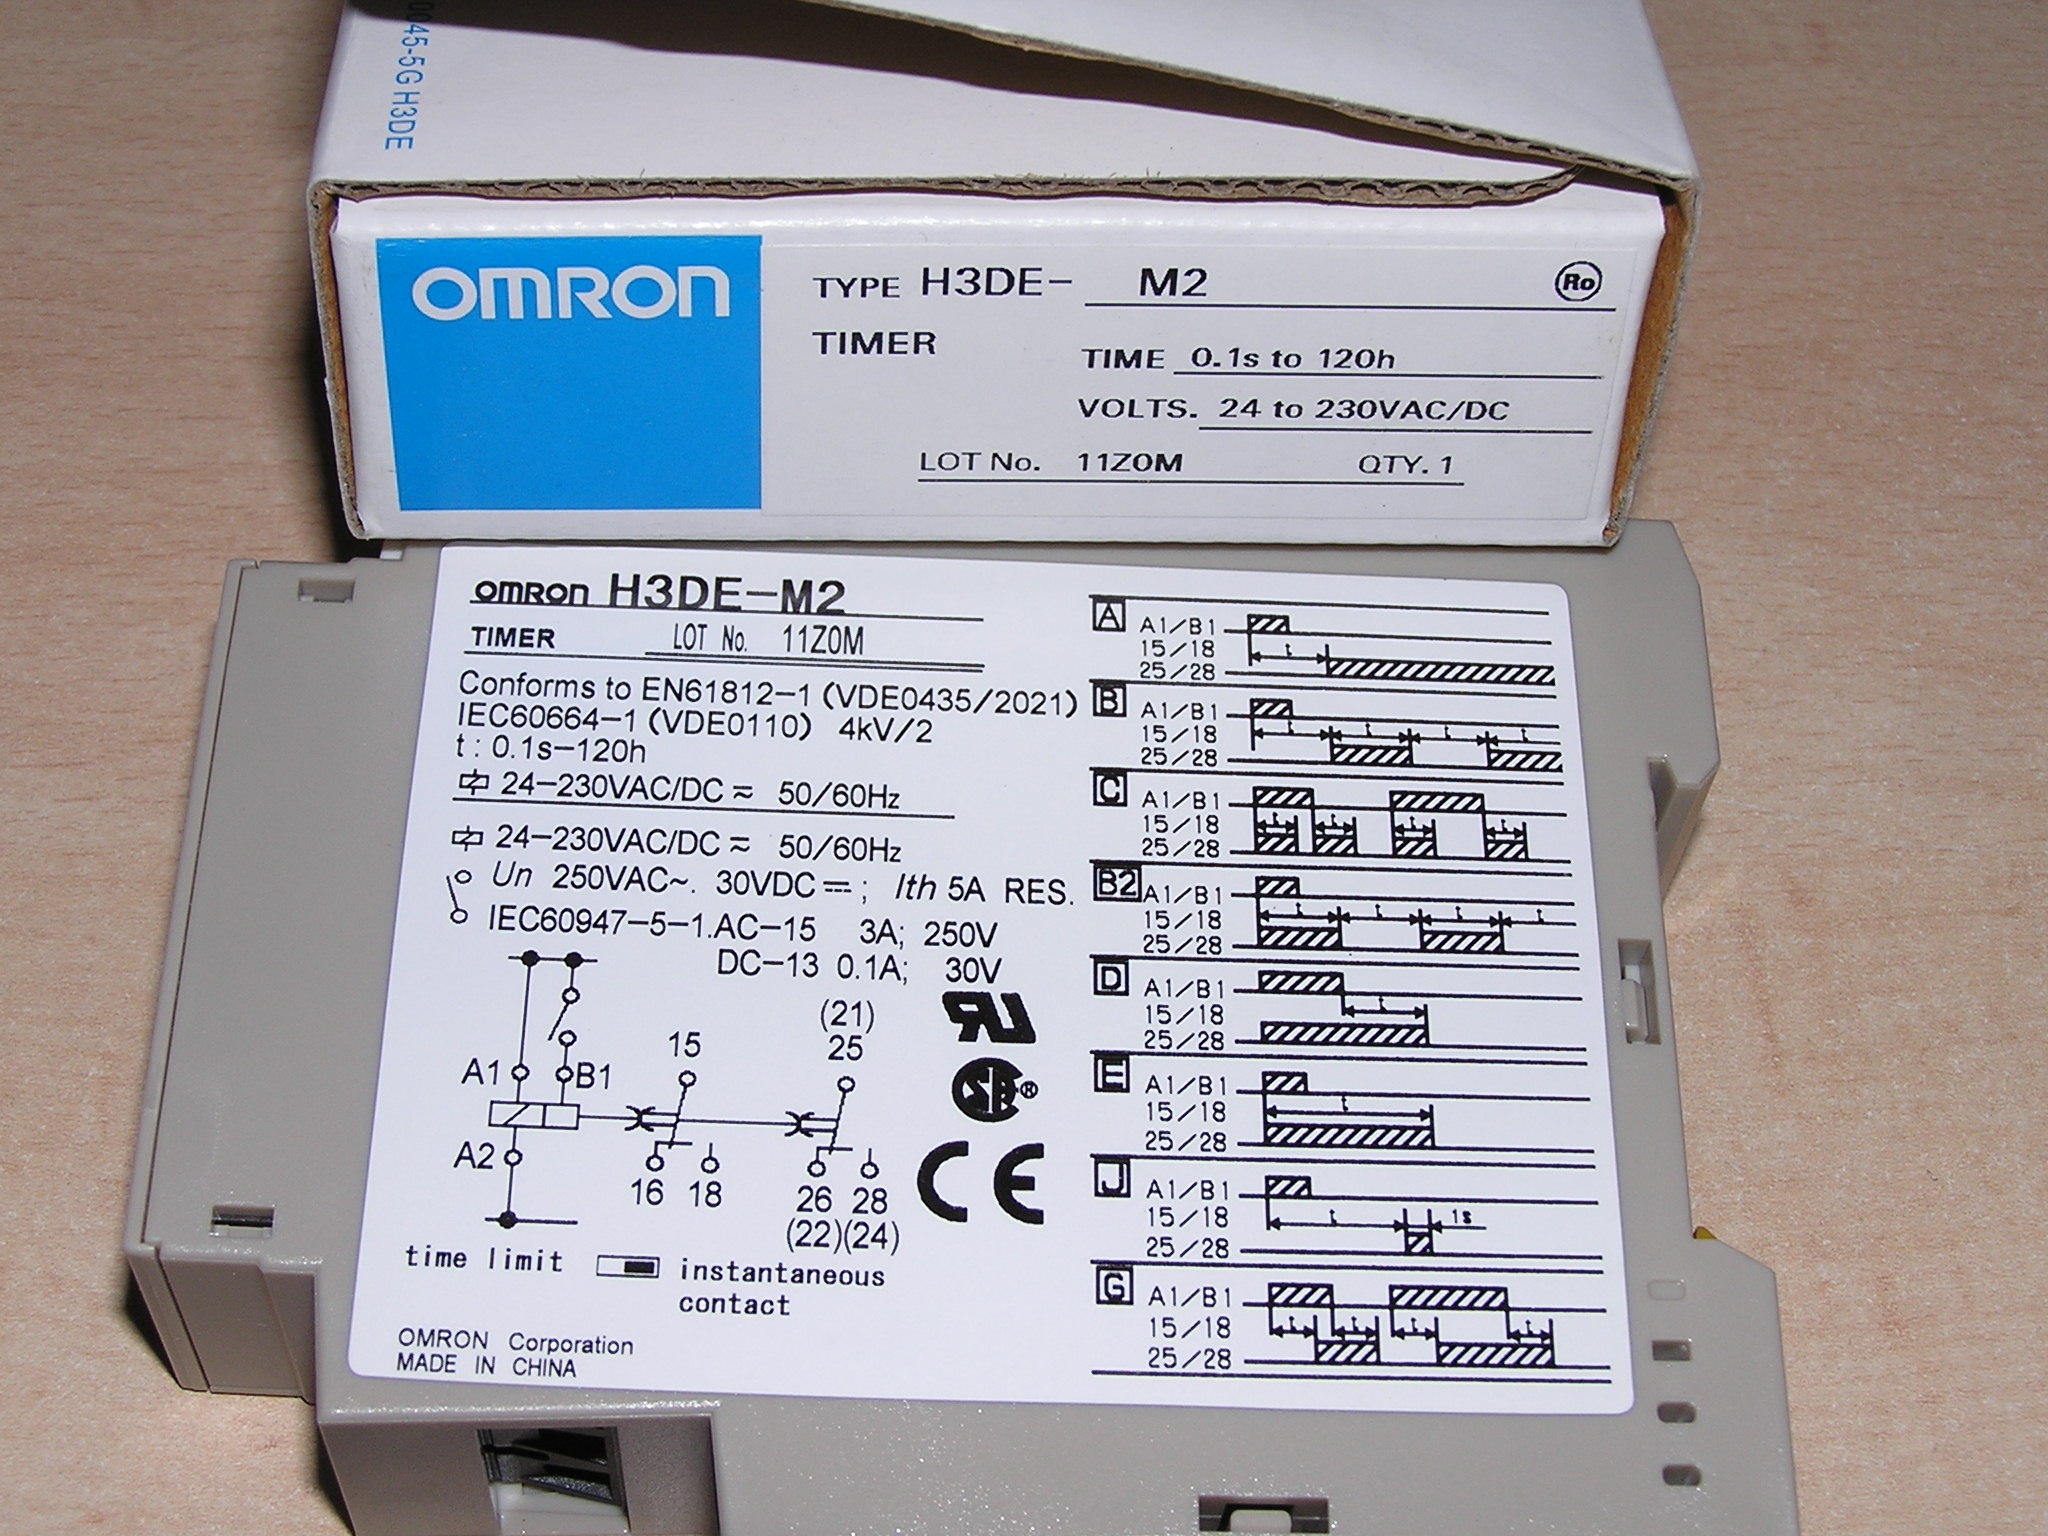 0045-5G H3DE
OMRON
TYPE H3DE- M2
Ro
TIMER
TIME 0.1s to 120h
VOLTS. 24 to 230VAC/DC
LOT No. 11Z0M QTY. 1
OMRON H3DE-M2
TIMER LOT No. 11Z0M
Conforms to EN61812-1 (VDE0435/2021)
IEC60664-1 (VDE0110) 4kV/2
t : 0.1s-120h
24-230VAC/DC ≂ 50/60Hz
24-230VAC/DC ≂ 50/60Hz
Un 250VAC~. 30VDC⎓ ; Ith 5A RES.
IEC60947-5-1.AC-15 3A; 250V
DC-13 0.1A; 30V
(21)
15 25
A1 B1
A2
16 18 26 28
(22)(24)
time limit instantaneous
contact
OMRON Corporation
MADE IN CHINA
UR
SA®
CE
A A1/B1
15/18 t
25/28
B A1/B1
15/18 t t t t
25/28
C A1/B1
15/18 t t t t
25/28
B2 A1/B1
15/18 t t t t
25/28
D A1/B1
15/18 t
25/28
E A1/B1
15/18 t
25/28
J A1/B1
15/18 t 1s
25/28
G A1/B1
15/18 t t t t
25/28